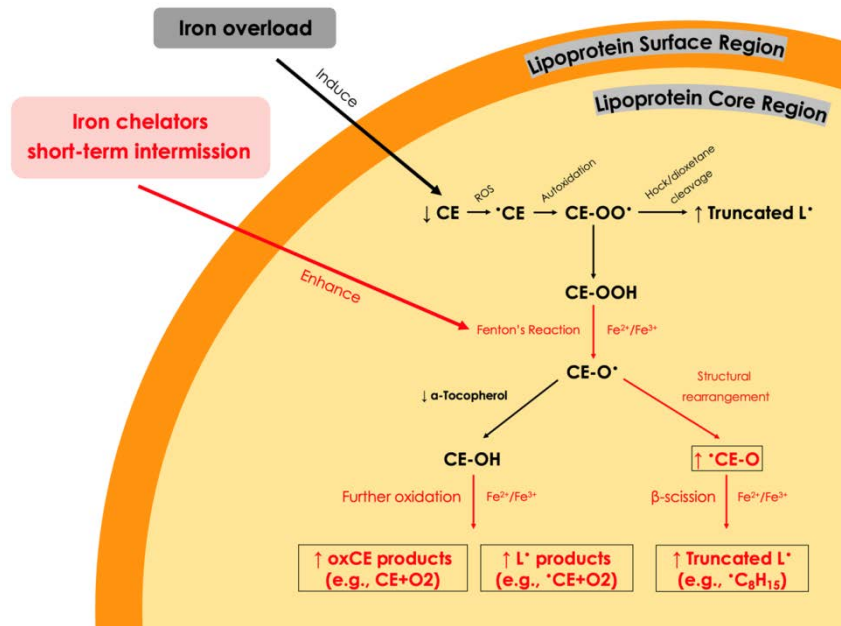 Iron overload
Lipoprotein Surface Region
Lipoprotein Core Region
Induce
Iron chelators
short-term intermission
Enhance
↓ CE
ROS
•CE
Autoxidation
CE-OO•
Hock/dioxetane
cleavage
↑ Truncated L•
CE-OOH
Fenton's Reaction
Fe²⁺/Fe³⁺
CE-O•
↓ α-Tocopherol
Structural
rearrangement
CE-OH
↑ •CE-O
Further oxidation
Fe²⁺/Fe³⁺
β-scission
Fe²⁺/Fe³⁺
↑ oxCE products
(e.g., CE+O2)
↑ L• products
(e.g., •CE+O2)
↑ Truncated L•
(e.g., •C₈H₁₅)